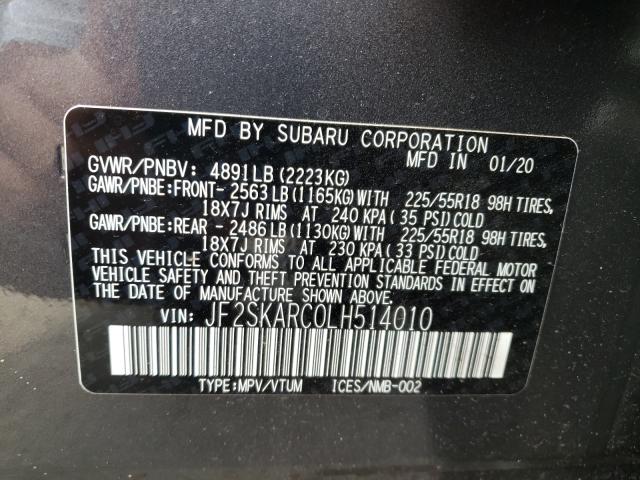 MFD BY SUBARU CORPORATION
GVWR/PNBV: 4891LB(2223KG) MFD IN 01/20
GAWR/PNBE:FRONT- 2563LB(1165KG)WITH 225/55R18 98H TIRES,
18X7J RIMS AT 240 KPA(35 PSI)COLD
GAWR/PNBE:REAR - 2486LB(1130KG)WITH 225/55R18 98H TIRES,
18X7J RIMS AT 230 KPA(33 PSI)COLD
THIS VEHICLE CONFORMS TO ALL APPLICABLE FEDERAL MOTOR
VEHICLE SAFETY AND THEFT PREVENTION STANDARDS IN EFFECT ON
THE DATE OF MANUFACTURE SHOWN ABOVE.
VIN: JF2SKARC0LH514010
TYPE:MPV/VTUM ICES/NMB-002